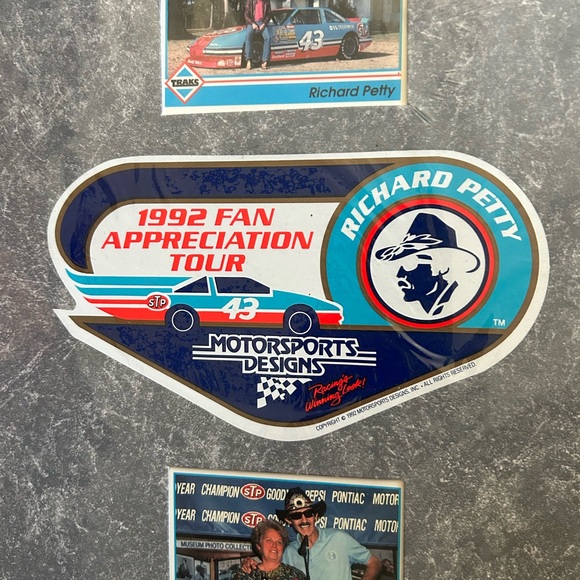 43
TRAKS
Richard Petty
1992 FAN
APPRECIATION
TOUR
RICHARD PETTY
STP
43
TM
MOTORSPORTS
DESIGNS
Racing's
Winning Look!
COPYRIGHT © 1992 MOTORSPORTS DESIGNS, INC. • ALL RIGHTS RESERVED.
YEAR CHAMPION STP GOOD PEPSI PONTIAC MOTOR
YEAR CHAMPION STP PEPSI PONTIAC MOTOR
MUSEUM PHOTO COLLECT